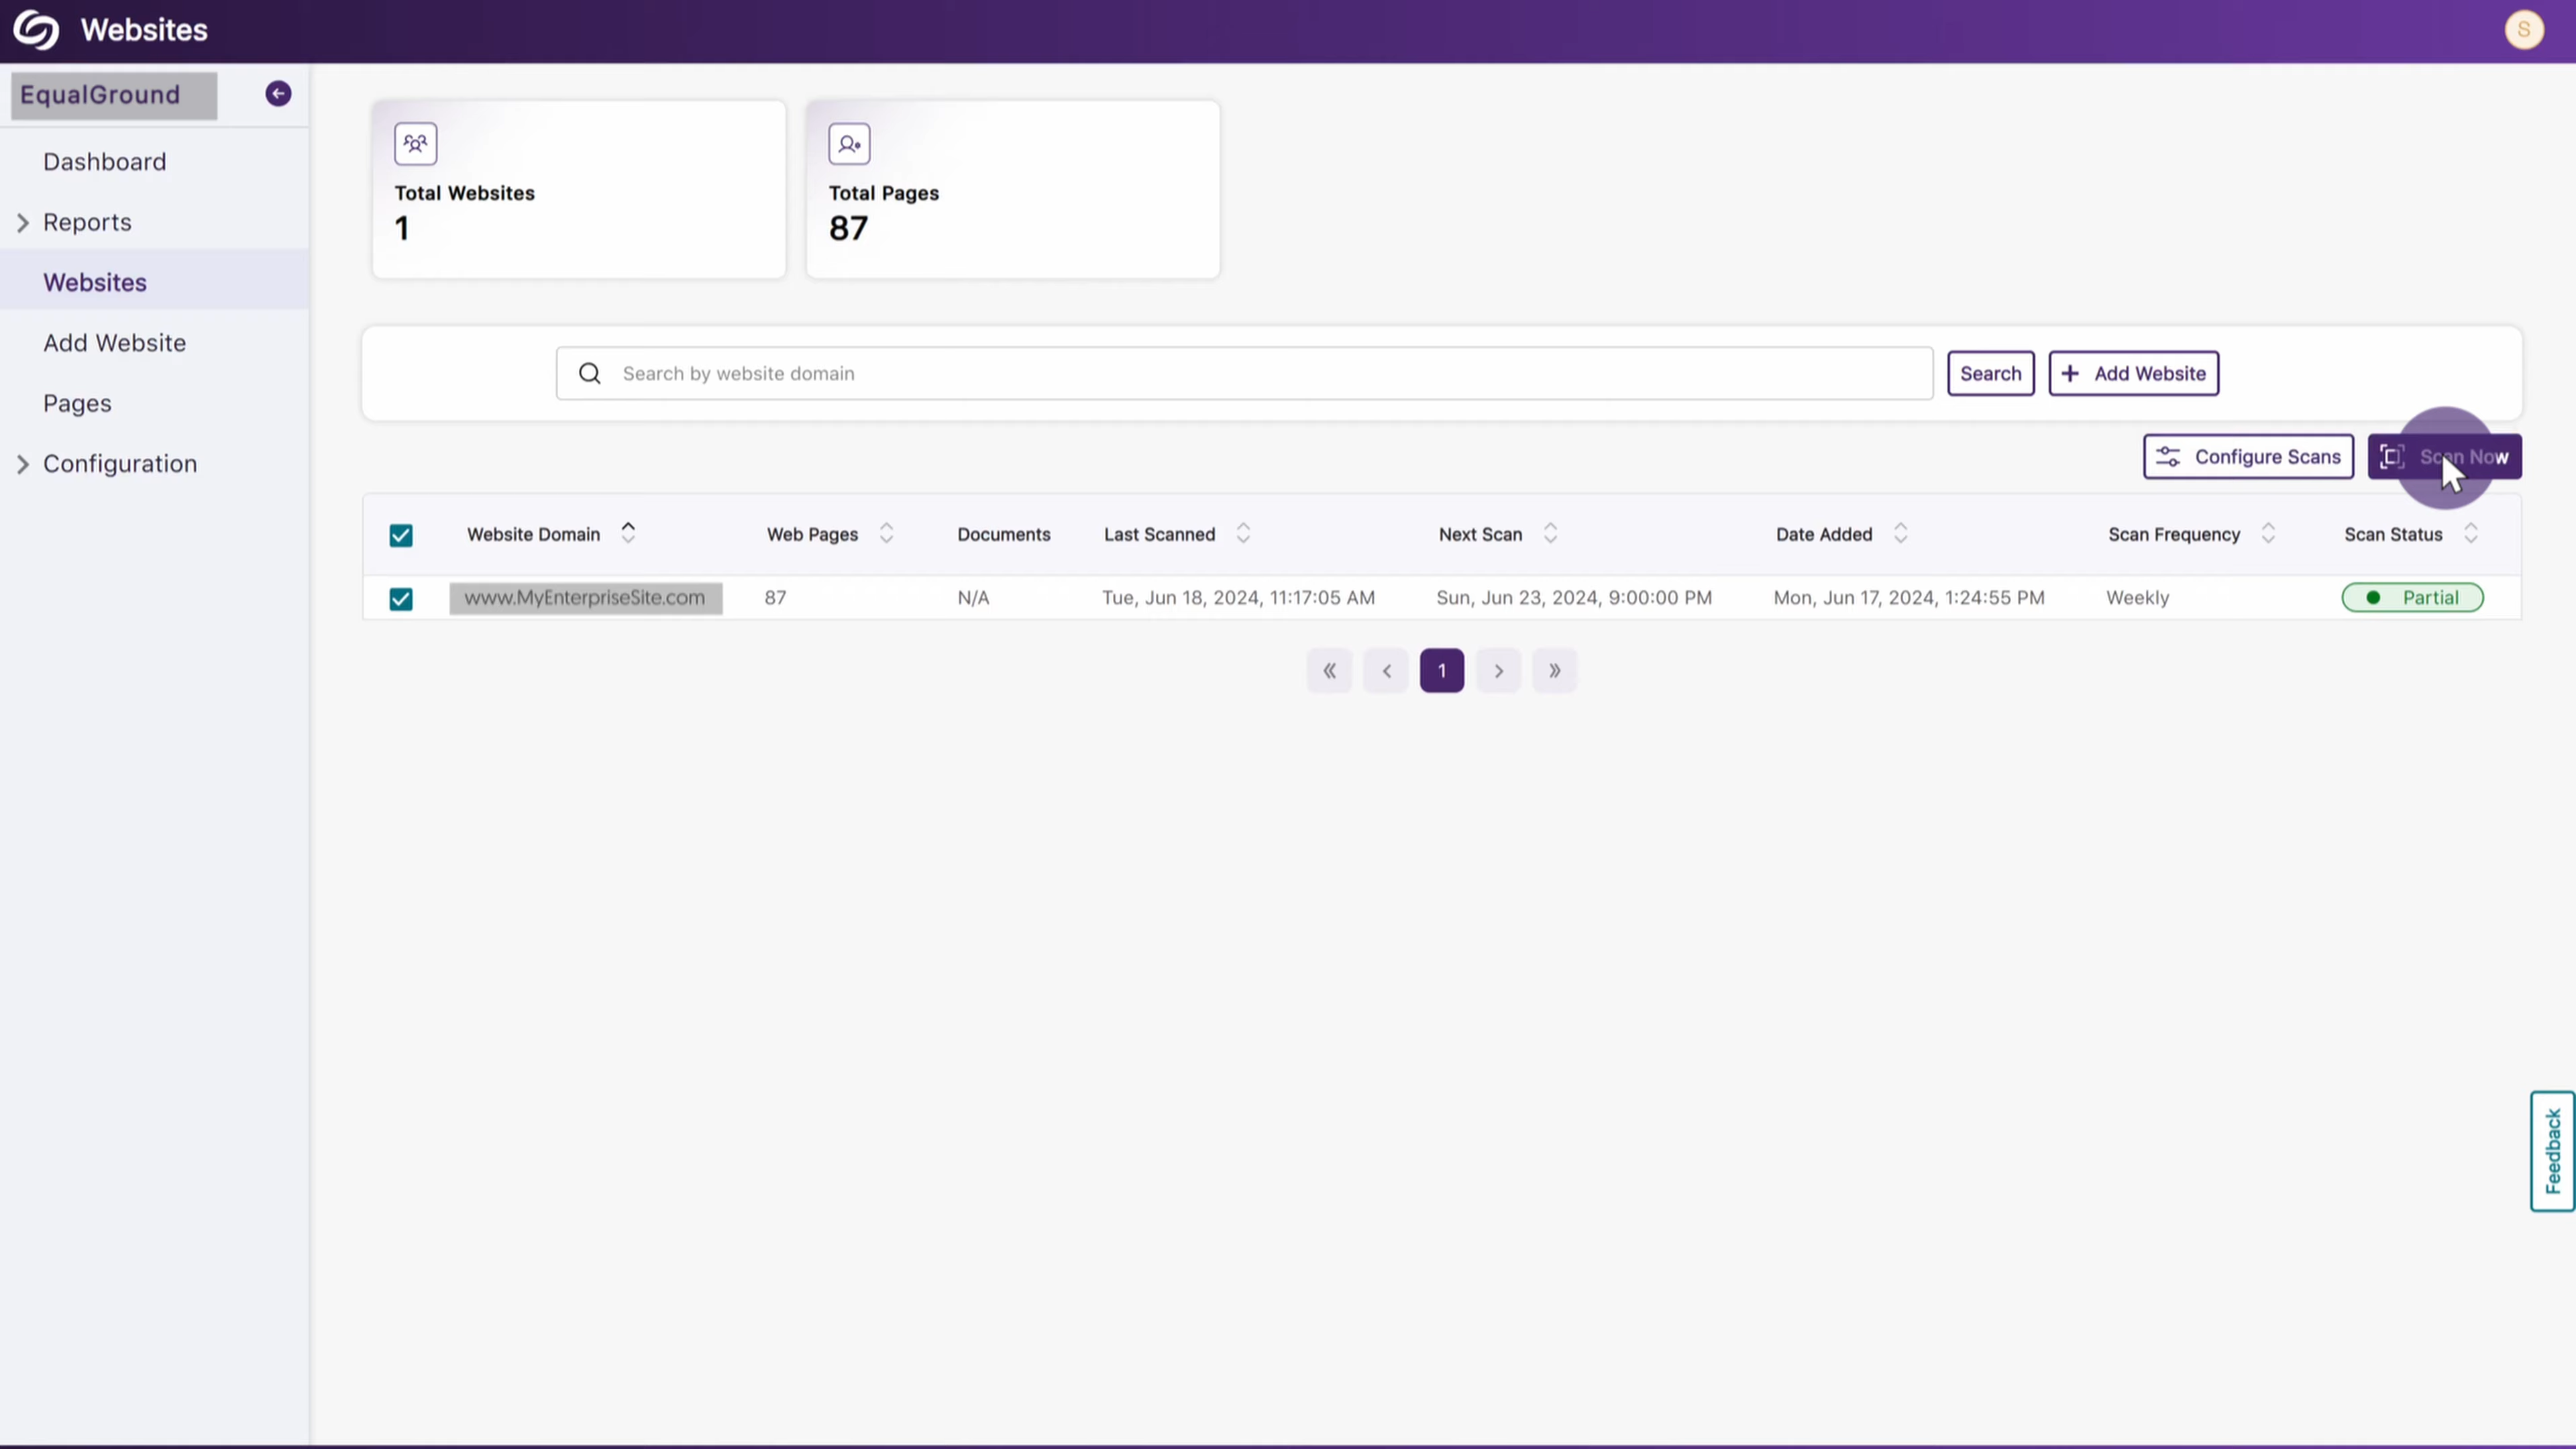 Websites
S
EqualGround
Dashboard
Reports
Websites
Add Website
Pages
Configuration
Total Websites
1
Total Pages
87
Search by website domain
Search
+ Add Website
Configure Scans
Scan Now
Website Domain Web Pages Documents Last Scanned Next Scan Date Added Scan Frequency Scan Status
www.MyEnterpriseSite.com 87 N/A Tue, Jun 18, 2024, 11:17:05 AM Sun, Jun 23, 2024, 9:00:00 PM Mon, Jun 17, 2024, 1:24:55 PM Weekly Partial
« ‹ 1 › »
Feedback